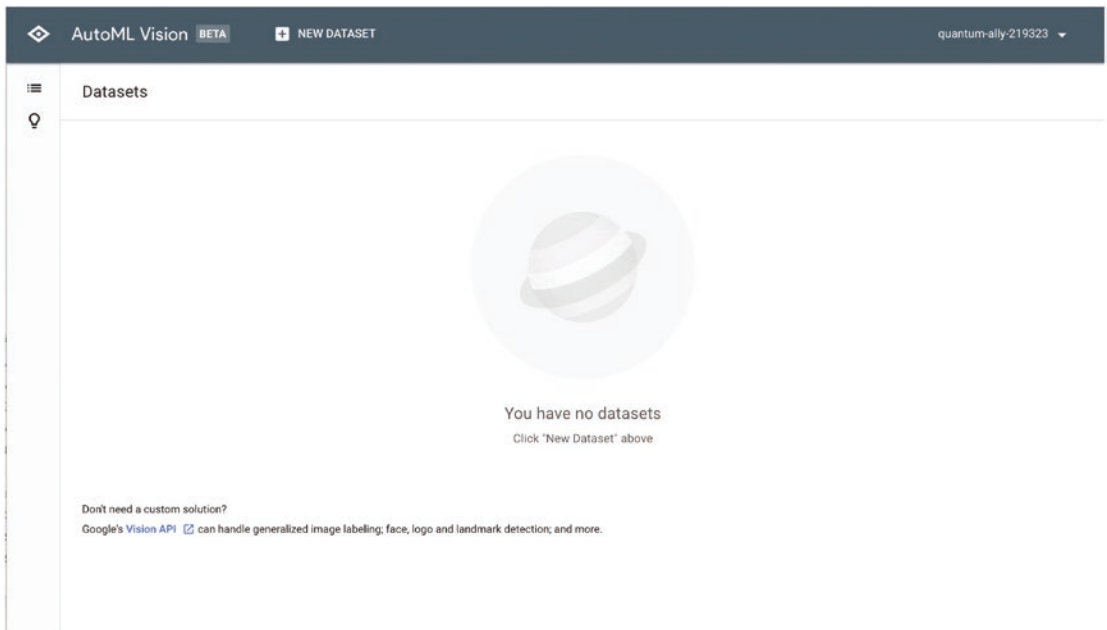 AutoML Vision BETA NEW DATASET quantum-ally-219323
Datasets
You have no datasets
Click "New Dataset" above
Don't need a custom solution?
Google's Vision API can handle generalized image labeling; face, logo and landmark detection; and more.